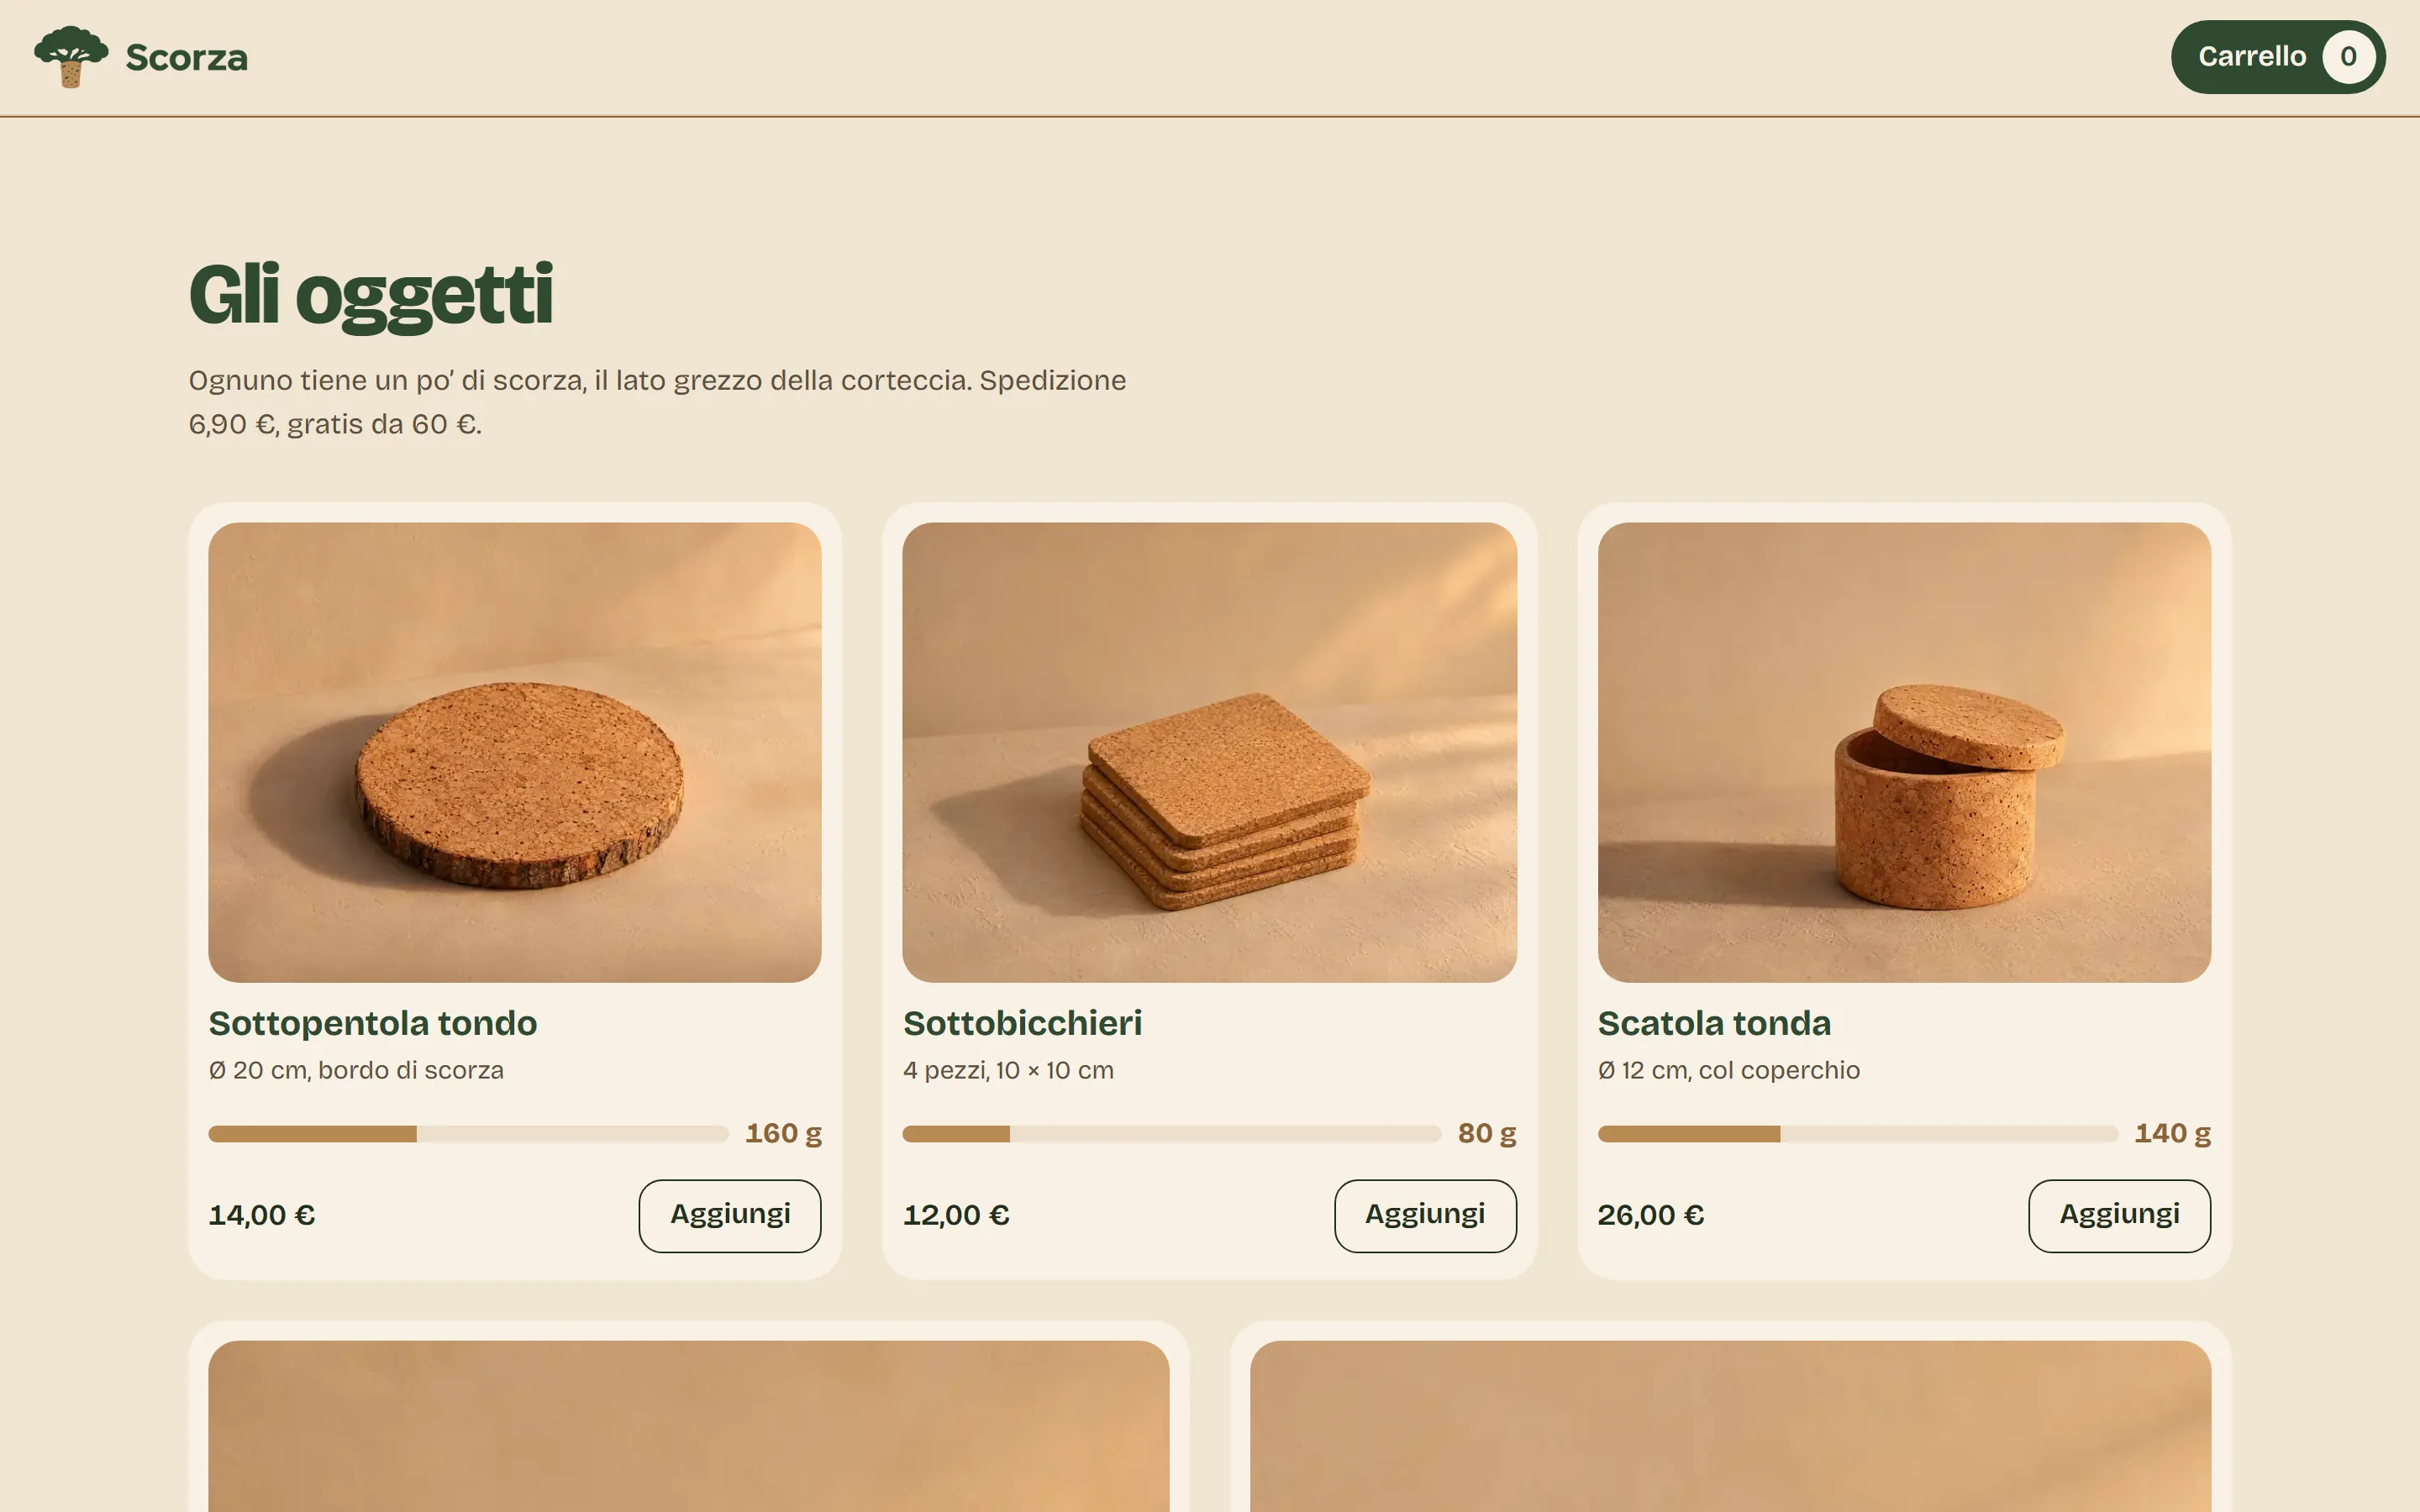 Scorza
Carrello 0
Gli oggetti
Ognuno tiene un po’ di scorza, il lato grezzo della corteccia. Spedizione
6,90 €, gratis da 60 €.
Sottopentola tondo
Ø 20 cm, bordo di scorza
160 g
14,00 €
Aggiungi
Sottobicchieri
4 pezzi, 10 × 10 cm
80 g
12,00 €
Aggiungi
Scatola tonda
Ø 12 cm, col coperchio
140 g
26,00 €
Aggiungi